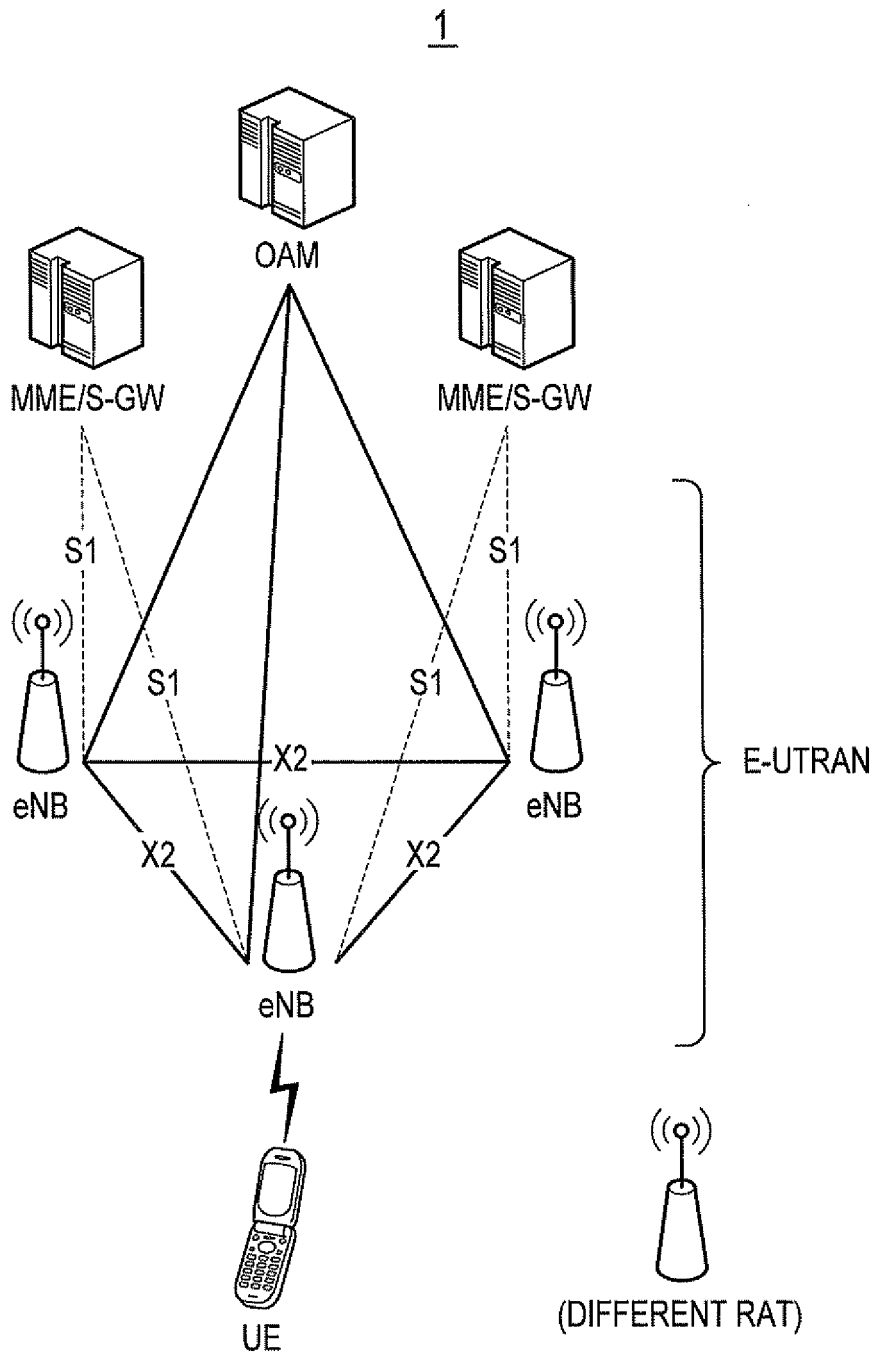 1
OAM
MME/S-GW
MME/S-GW
S1
S1
S1
S1
X2
E-UTRAN
eNB
eNB
X2
X2
eNB
UE
(DIFFERENT RAT)